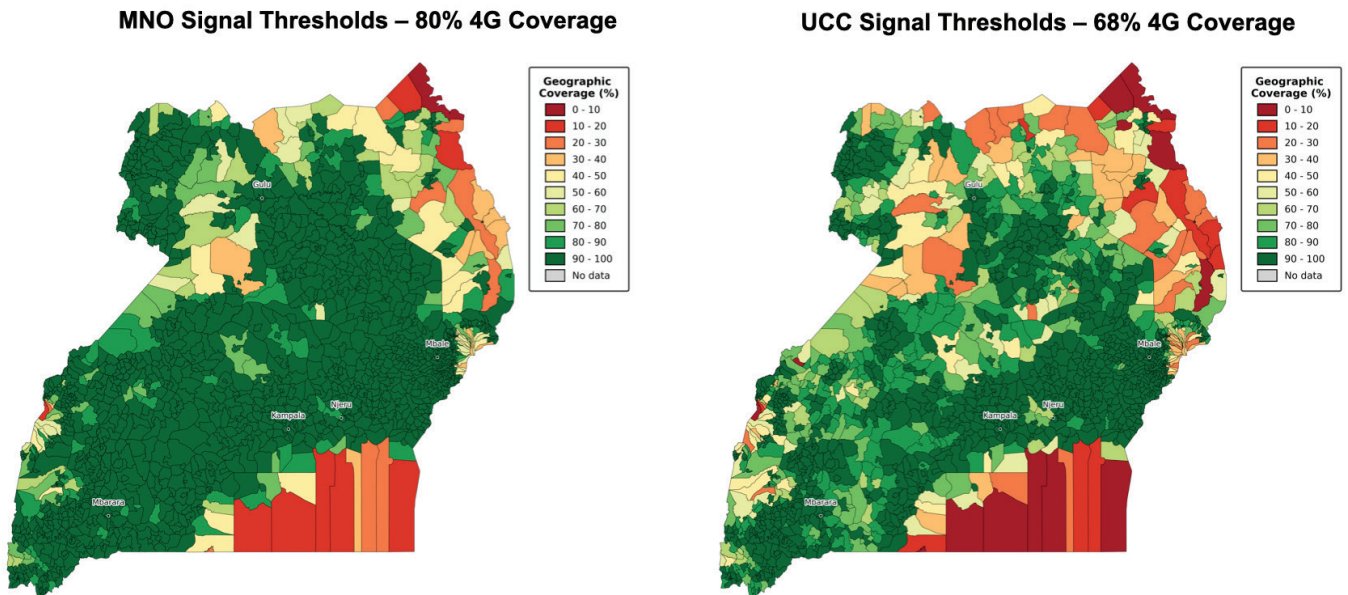 MNO Signal Thresholds – 80% 4G Coverage
Geographic
Coverage (%)
0 - 10
10 - 20
20 - 30
30 - 40
40 - 50
50 - 60
60 - 70
70 - 80
80 - 90
90 - 100
No data
Gulu
Mbale
Njeru
Kampala
Mbarara
UCC Signal Thresholds – 68% 4G Coverage
Geographic
Coverage (%)
0 - 10
10 - 20
20 - 30
30 - 40
40 - 50
50 - 60
60 - 70
70 - 80
80 - 90
90 - 100
No data
Gulu
Mbale
Njeru
Kampala
Mbarara